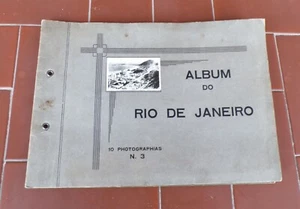 ALBUM
DO
RIO DE JANEIRO
10 PHOTOGRAPHIAS
N. 3